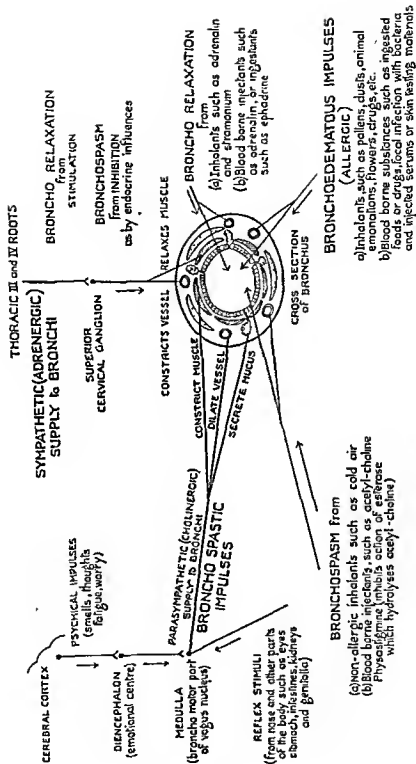 THORACIC III and IV ROOTS
SYMPATHETIC (ADRENERGIC)
SUPPLY to BRONCHI
SUPERIOR
CERVICAL GANGLION
BRONCHO RELAXATION
from
STIMULATION
BRONCHOSPASM
from INHIBITION
as by endocrine influences
CONSTRICTS VESSEL
RELAXES MUSCLE
CEREBRAL CORTEX
PSYCHICAL IMPULSES
(smells, thoughts
fatigue, worry)
DIENCEPHALON
(emotional centre)
MEDULLA
(broncho motor part
of vagus nucleus)
PARASYMPATHETIC (CHOLINERGIC)
SUPPLY to BRONCHI
BRONCHO SPASTIC
IMPULSES
CONSTRICT MUSCLE
DILATE VESSEL
SECRETE MUCUS
REFLEX STIMULI
(from nose and other parts
of the body such as eyes
stomach, intestines, kidneys
and genitalia)
CROSS SECTION
of BRONCHUS
BRONCHO RELAXATION
from
(a) Inhalants such as adrenalin
and stramonium
(b) Blood borne injectants such
as adrenalin, or ingestants
such as ephedrine
BRONCHOSPASM from
(a) Non-allergic inhalants such as cold air
(b) Blood borne injectants, such as acetyl-choline
Physostigmine (inhibits action of esterase
which hydrolyses acetyl-choline)
BRONCHOEDEMATOUS IMPULSES
(ALLERGIC)
a) Inhalants, such as pollens, dusts, animal
emanations, flowers, drugs, etc.
b) Blood borne substances such as ingested
foods or drugs, focal infection with bacteria
and injected serums or skin testing materials